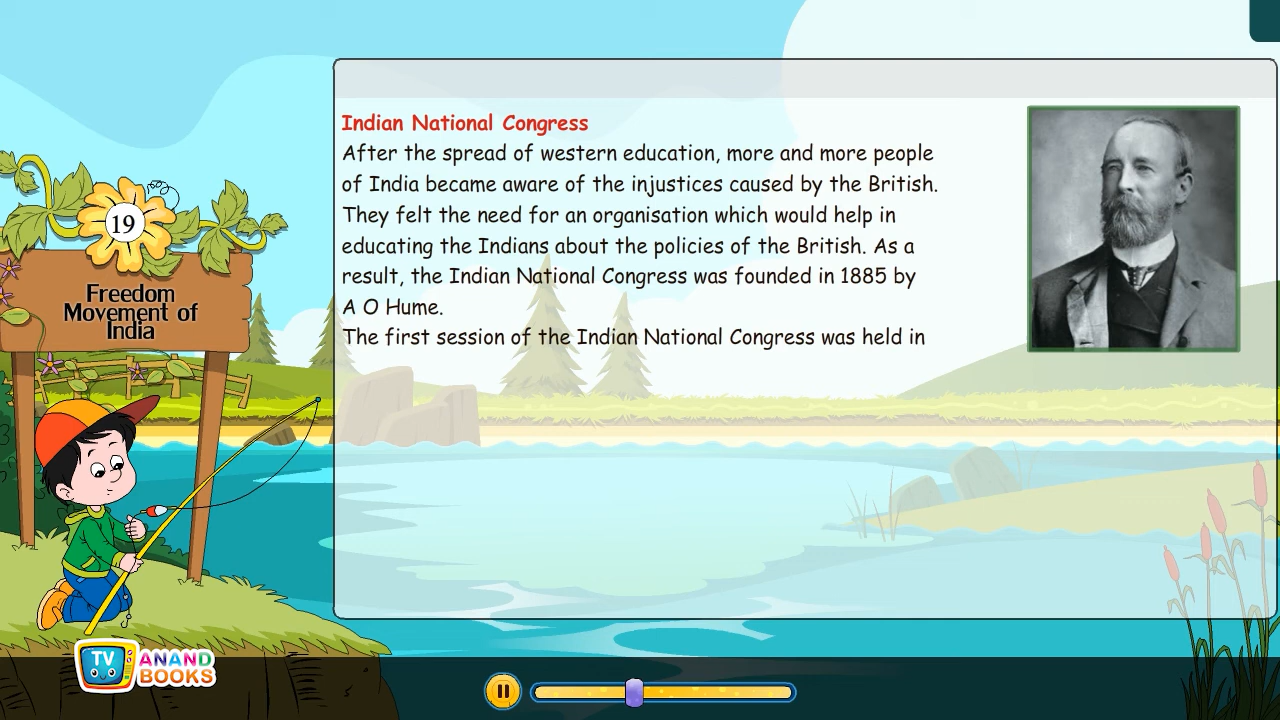 19
Freedom
Movement of
India
Indian National Congress
After the spread of western education, more and more people
of India became aware of the injustices caused by the British.
They felt the need for an organisation which would help in
educating the Indians about the policies of the British. As a
result, the Indian National Congress was founded in 1885 by
A O Hume.
The first session of the Indian National Congress was held in
TV
ANAND
BOOKS